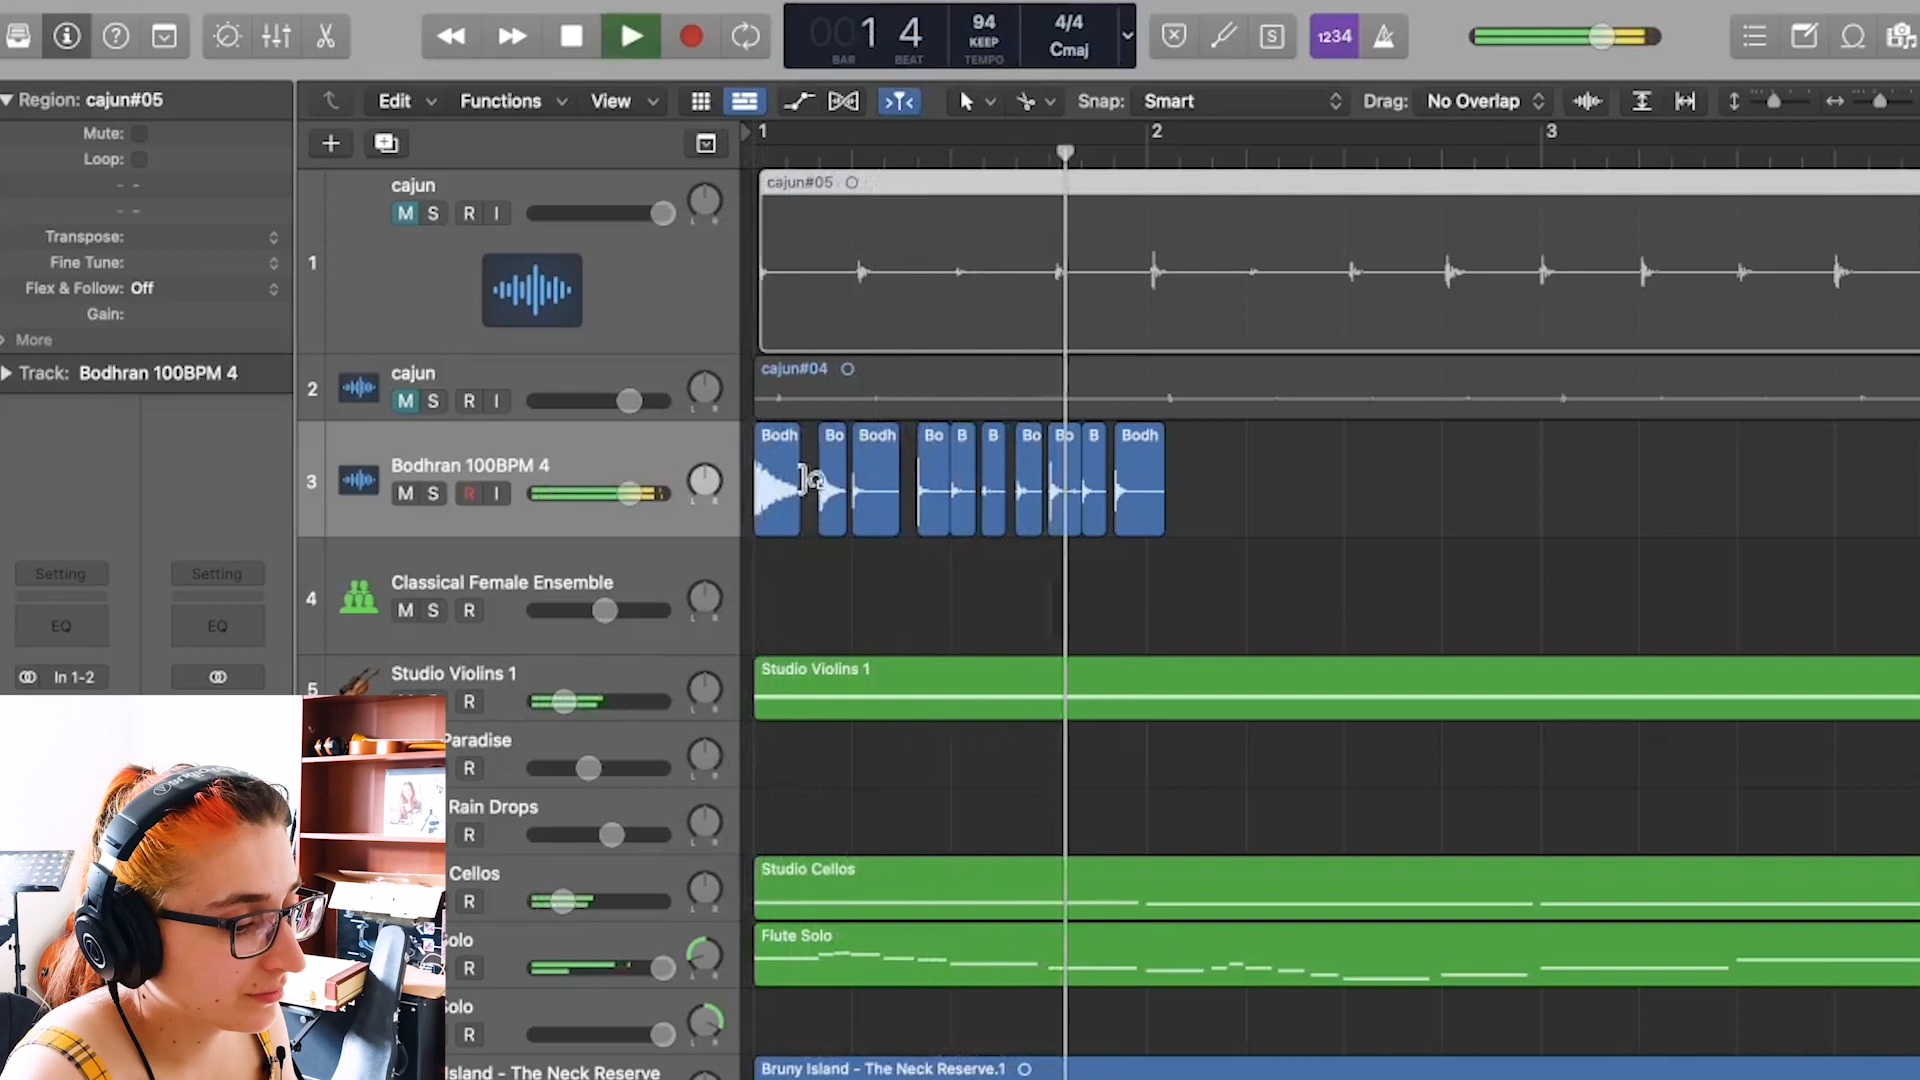 1 4
BAR BEAT
94
KEEP
TEMPO
4/4
Cmaj
S
1234
Region: cajun#05
Mute:
Loop:
Transpose:
Fine Tune:
Flex & Follow: Off
Gain:
More
Track: Bodhran 100BPM 4
Setting Setting
EQ EQ
In 1-2
Edit Functions View
Snap: Smart
Drag: No Overlap
1 2 3
1 cajun
M S R I
L R
cajun#05
2 cajun
M S R I
L R
cajun#04
3 Bodhran 100BPM 4
M S R I
L R
Bodh Bo Bodh Bo B B Bo Bo B Bodh
4 Classical Female Ensemble
M S R
L R
5 Studio Violins 1
R
L R
Studio Violins 1
Paradise
R
L R
Rain Drops
R
L R
Cellos
R
L R
Studio Cellos
olo
R
L R
Flute Solo
olo
R
L R
sland - The Neck Reserve
Bruny Island - The Neck Reserve.1